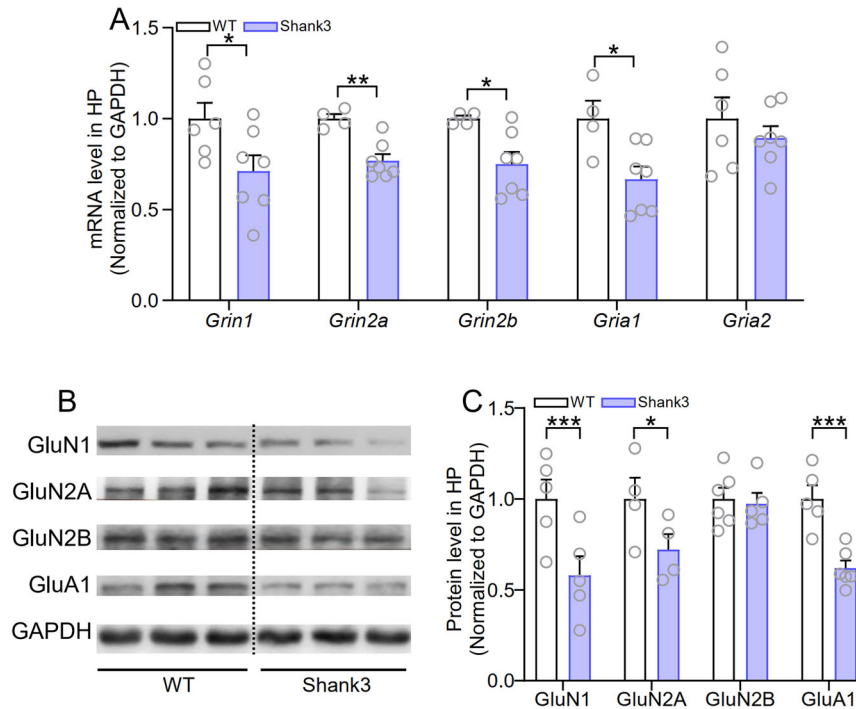 A
WT
Shank3
mRNA level in HP
(Normalized to GAPDH)
1.5
1.0
0.5
0.0
*
**
*
*
Grin1
Grin2a
Grin2b
Gria1
Gria2
B
GluN1
GluN2A
GluN2B
GluA1
GAPDH
WT
Shank3
C
WT
Shank3
Protein level in HP
(Normalized to GAPDH)
1.5
1.0
0.5
0.0
***
*
***
GluN1
GluN2A
GluN2B
GluA1